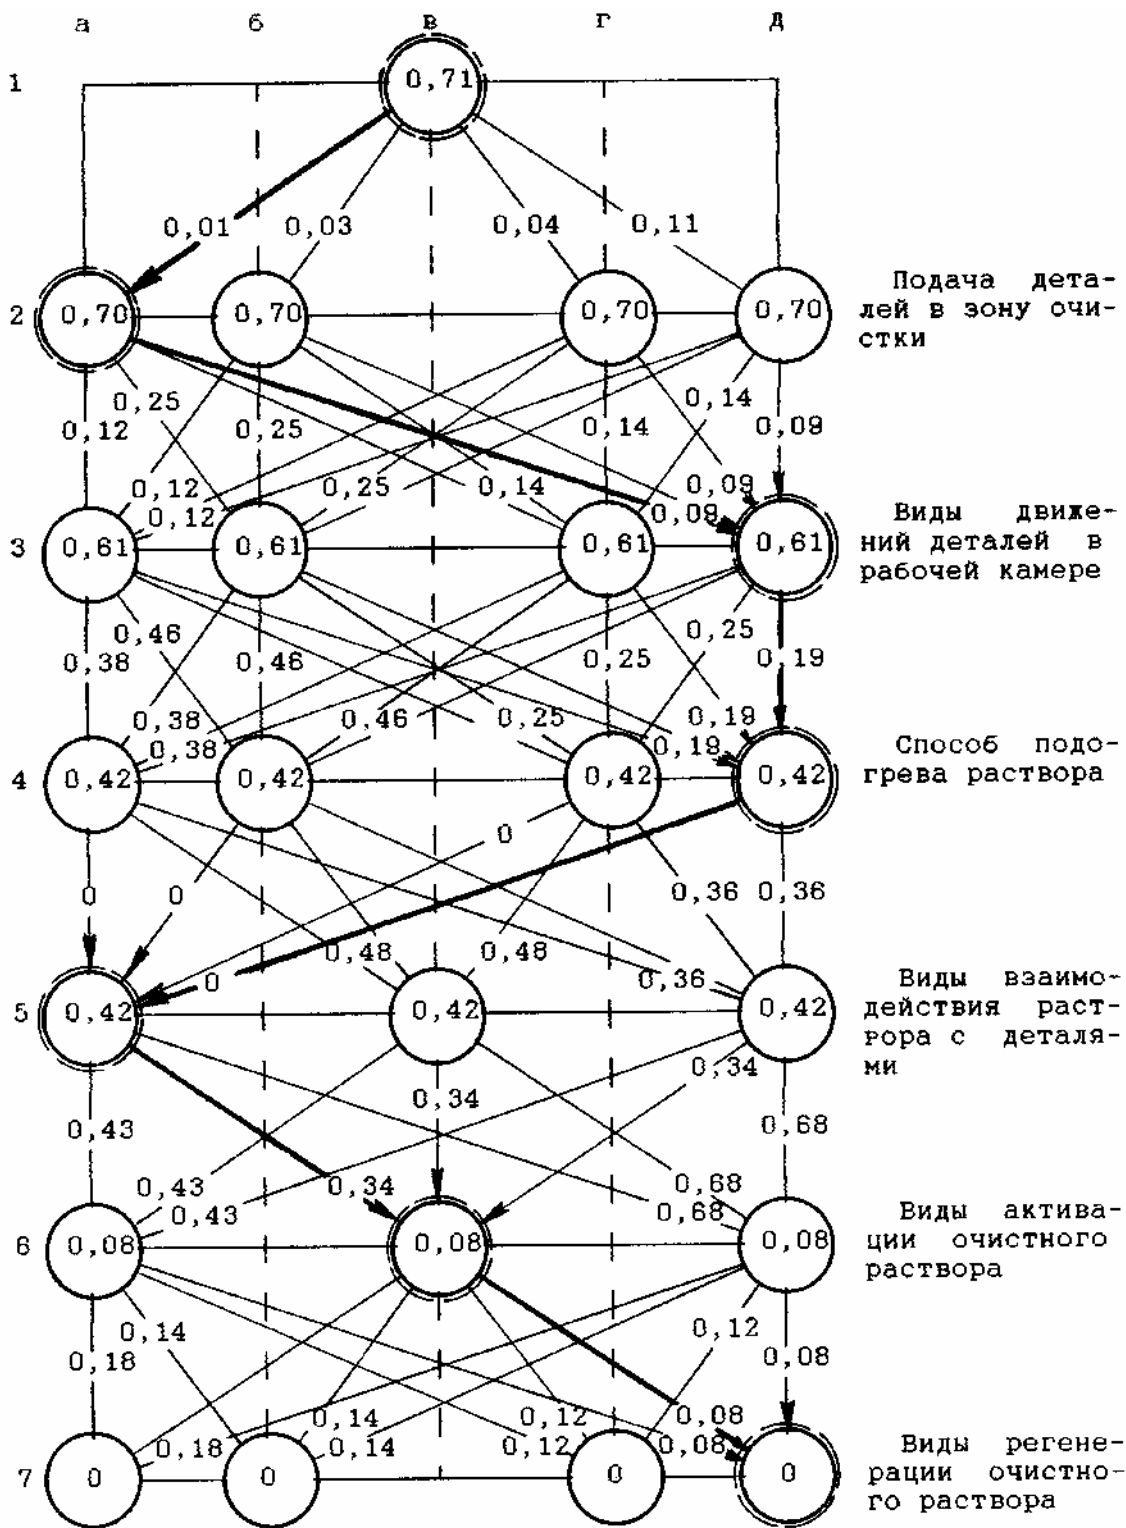 а б в г д
1 0,71
0,01 0,03 0,04 0,11
2 0,70 0,70 0,70 0,70
Подача дета-
лей в зону очи-
стки
0,25 0,14
0,12 0,25 0,14 0,09
0,12 0,25 0,14 0,09
0,12 0,09
3 0,61 0,61 0,61 0,61
Виды движе-
ний деталей в
рабочей камере
0,46 0,25
0,38 0,46 0,25 0,19
0,38 0,46 0,25 0,19
0,38 0,19
4 0,42 0,42 0,42 0,42
Способ подо-
грева раствора
0
0 0 0,36 0,36
0,48 0,48
0 0,36
5 0,42 0,42 0,42
Виды взаимо-
действия раст-
вора с деталя-
ми
0,34
0,43 0,34 0,68
0,43 0,34 0,68
0,43 0,68
6 0,08 0,08 0,08
Виды актива-
ции очистного
раствора
0,14 0,12
0,18 0,08
0,14 0,12 0,08
0,18 0,14 0,12 0,08
7 0 0 0 0
Виды регене-
рации очистно-
го раствора